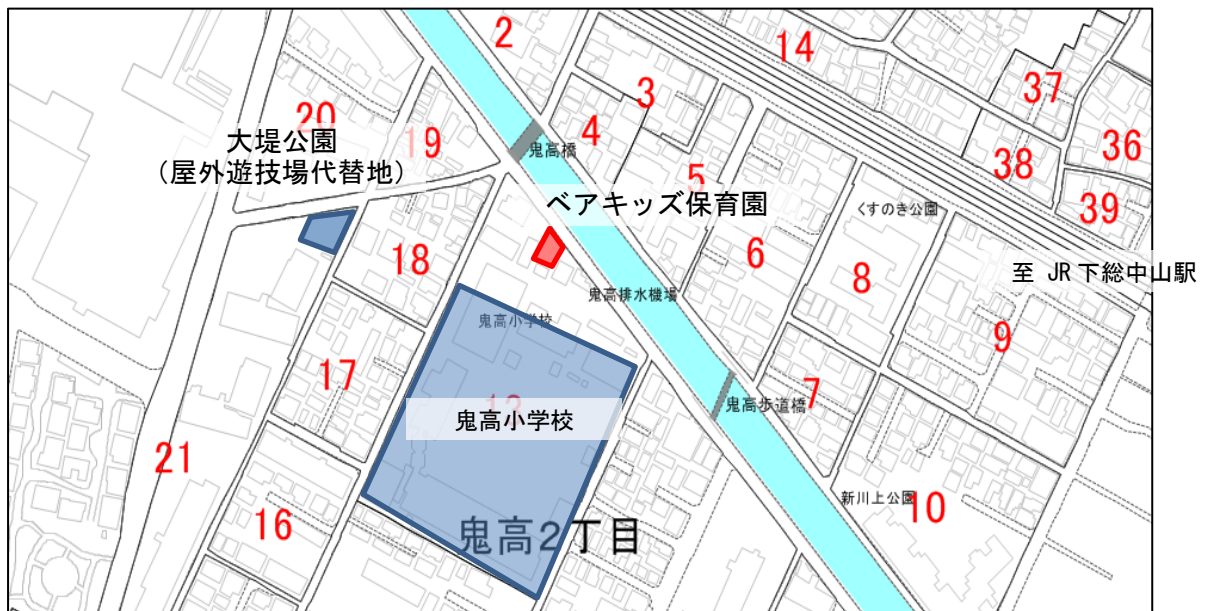 2
14
3
37
20
大堤公園
(屋外遊技場代替地)
19
4
鬼高橋
38
36
5
ベアキッズ保育園
くすのき公園
39
18
6
8
至 JR下総中山駅
鬼高排水機場
鬼高小学校
9
17
7
鬼高歩道橋
13
鬼高小学校
21
新川上公園
10
16
鬼高2丁目